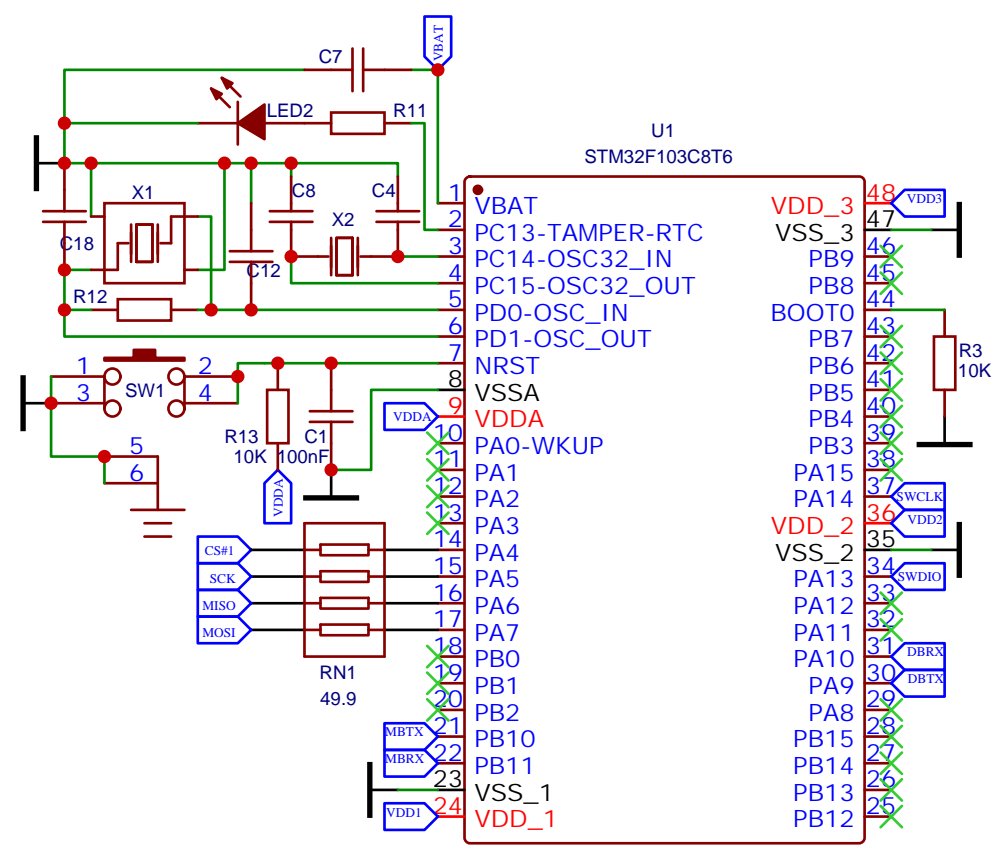 VBAT
C7
LED2
R11
U1
STM32F103C8T6
X1
C8
C4
X2
C18
C12
R12
1
2
SW1
3
4
R13
10K
C1
100nF
5
6
VDDA
VDDA
CS#1
SCK
MISO
MOSI
RN1
49.9
MBTX
MBRX
VDD1
1 VBAT
2 PC13-TAMPER-RTC
3 PC14-OSC32_IN
4 PC15-OSC32_OUT
5 PD0-OSC_IN
6 PD1-OSC_OUT
7 NRST
8 VSSA
9 VDDA
10 PA0-WKUP
11 PA1
12 PA2
13 PA3
14 PA4
15 PA5
16 PA6
17 PA7
18 PB0
19 PB1
20 PB2
21 PB10
22 PB11
23 VSS_1
24 VDD_1
VDD_3 48 VDD3
VSS_3 47
PB9 46
PB8 45
BOOT0 44
PB7 43
PB6 42
PB5 41
PB4 40
PB3 39
PA15 38
PA14 37 SWCLK
VDD_2 36 VDD2
VSS_2 35
PA13 34 SWDIO
PA12 33
PA11 32
PA10 31 DBRX
PA9 30 DBTX
PA8 29
PB15 28
PB14 27
PB13 26
PB12 25
R3
10K